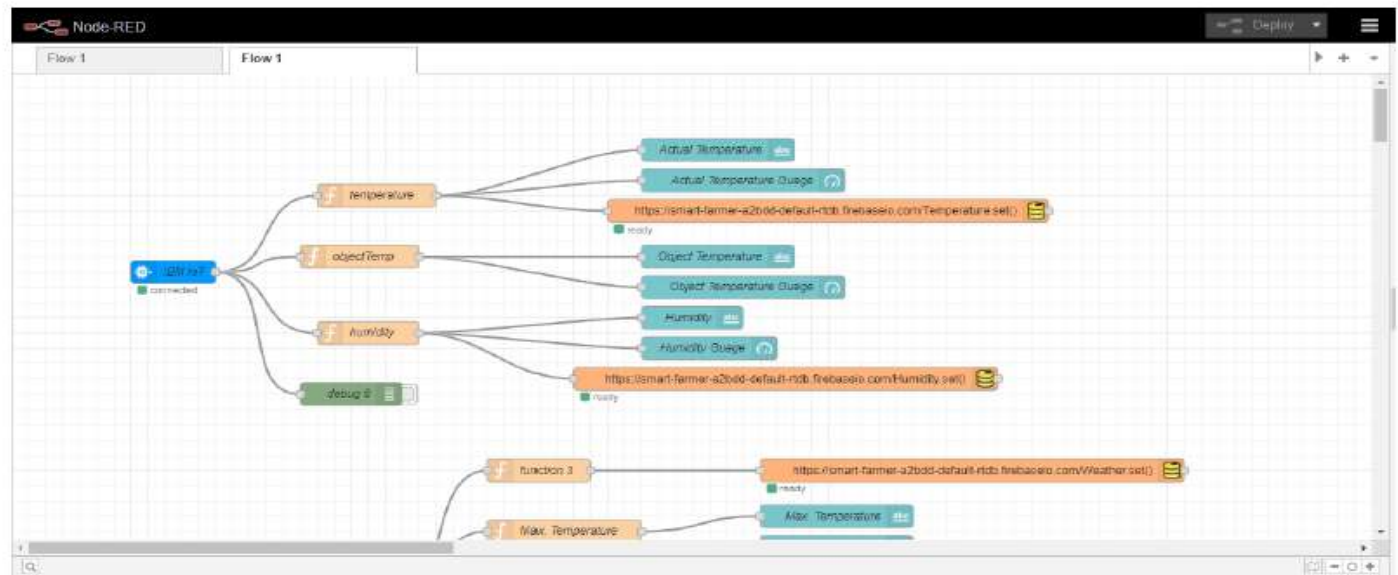 Node-RED
Deploy
Flow 1
Flow 1
Actual Temperature
Actual Temperature Guage
temperature
https://smart-farmer-a2bdd-default-rtdb.firebaseio.com/Temperature.set()
ready
objectTemp
Object Temperature
IBM IoT
connected
Object Temperature Guage
Humidity
humidity
Humidity Guage
https://smart-farmer-a2bdd-default-rtdb.firebaseio.com/Humidity.set()
debug 6
ready
function 3
https://smart-farmer-a2bdd-default-rtdb.firebaseio.com/Weather.set()
ready
Max. Temperature
Max. Temperature